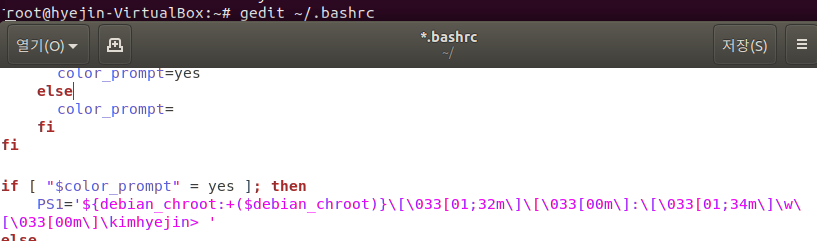 root@hyejin-VirtualBox:~# gedit ~/.bashrc
열기(O)
*.bashrc
~/
저장(S)
color_prompt=yes
else
color_prompt=
fi
fi
if [ "$color_prompt" = yes ]; then
PS1='${debian_chroot:+($debian_chroot)}\[\033[01;32m\]\[\033[00m\]:\[\033[01;34m\]\w\
[\033[00m\]\kimhyejin> '
else